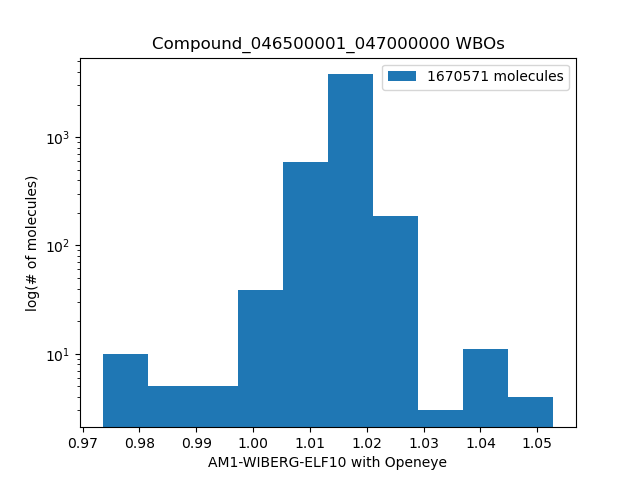 Compound_046500001_047000000 WBOs
1670571 molecules
log(# of molecules)
10³
10²
10¹
0.97 0.98 0.99 1.00 1.01 1.02 1.03 1.04 1.05
AM1-WIBERG-ELF10 with Openeye